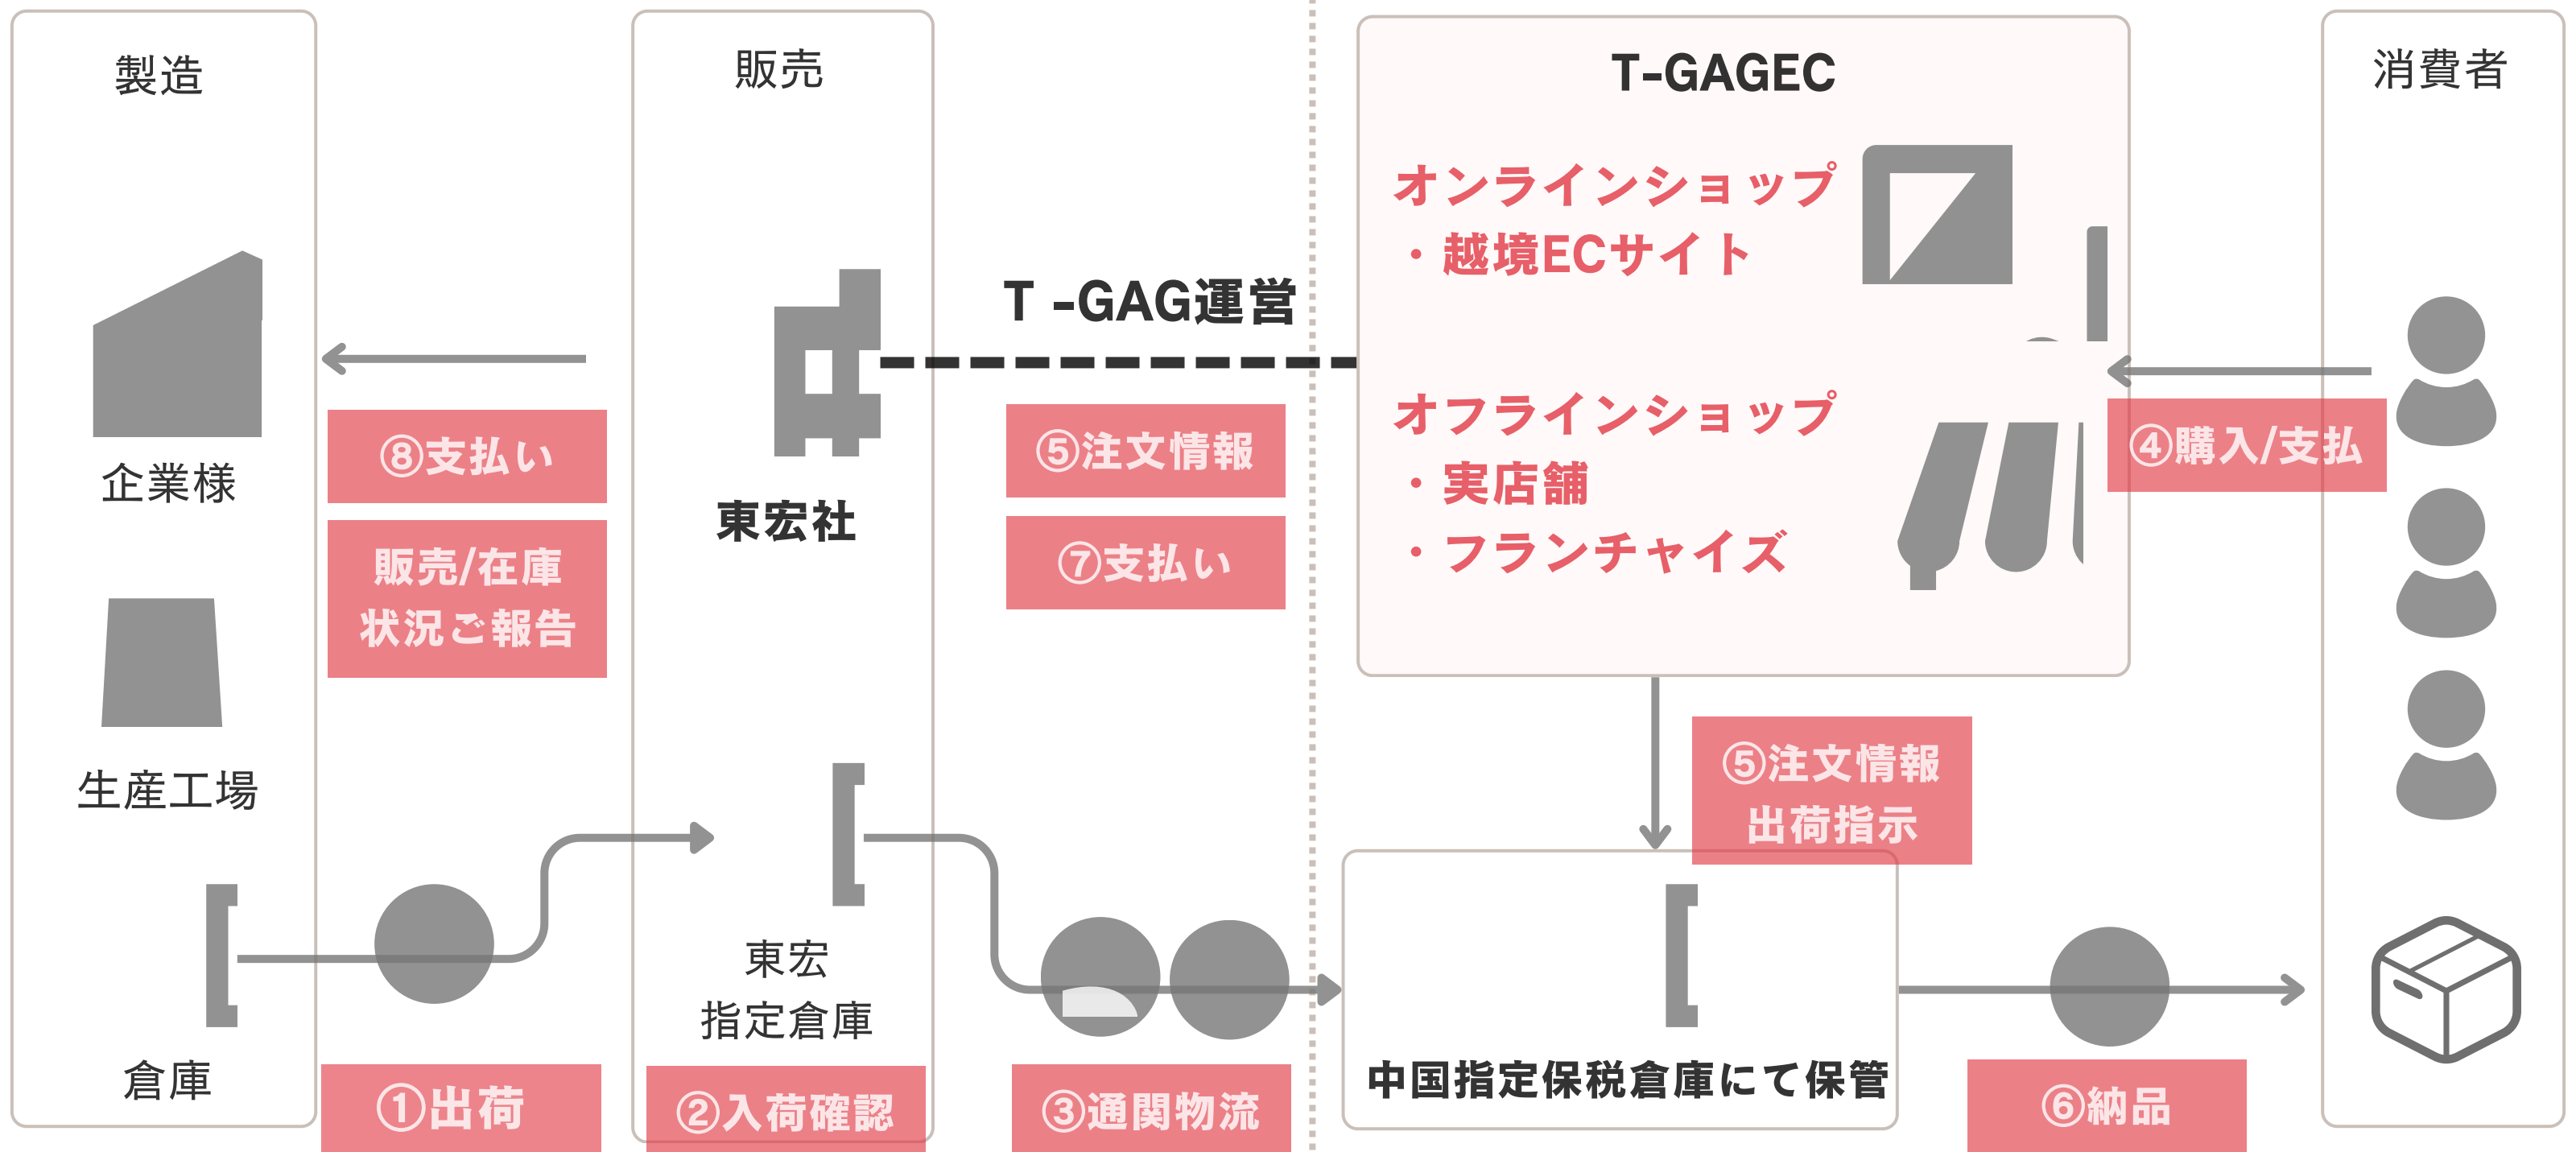 製造
企業様
生産工場
倉庫
⑧支払い
販売/在庫
状況ご報告
①出荷
販売
東宏社
東宏
指定倉庫
②入荷確認
T -GAG運営
⑤注文情報
⑦支払い
③通関物流
T-GAGEC
オンラインショップ
・越境ECサイト
オフラインショップ
・実店舗
・フランチャイズ
⑤注文情報
出荷指示
中国指定保税倉庫にて保管
④購入/支払
⑥納品
消費者